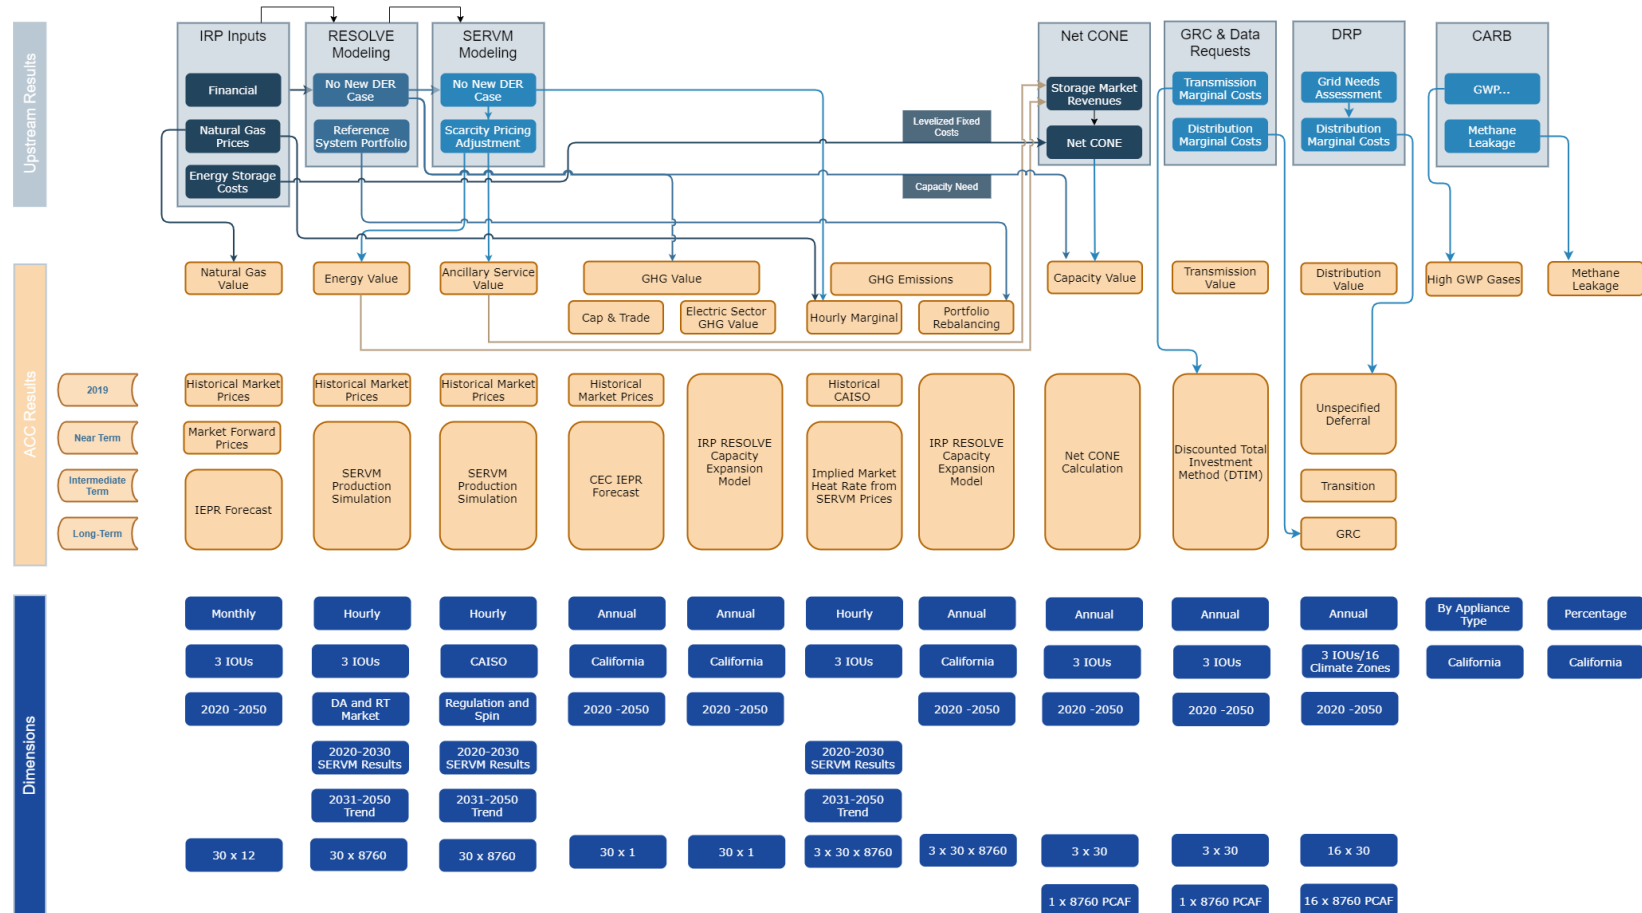 Upstream Results
IRP Inputs
RESOLVE
Modeling
SERVM
Modeling
Net CONE
GRC & Data
Requests
DRP
CARB
Financial
No New DER
Case
No New DER
Case
Storage Market
Revenues
Transmission
Marginal Costs
Grid Needs
Assessment
GWP...
Natural Gas
Prices
Reference
System Portfolio
Scarcity Pricing
Adjustment
Levelized Fixed
Costs
Net CONE
Distribution
Marginal Costs
Distribution
Marginal Costs
Methane
Leakage
Energy Storage
Costs
Capacity Need
ACC Results
Natural Gas
Value
Energy Value
Ancillary Service
Value
GHG Value
GHG Emissions
Capacity Value
Transmission
Value
Distribution
Value
High GWP Gases
Methane
Leakage
Cap & Trade
Electric Sector
GHG Value
Hourly Marginal
Portfolio
Rebalancing
2019
Near Term
Intermediate
Term
Long-Term
Historical Market
Prices
Market Forward
Prices
IEPR Forecast
Historical Market
Prices
SERVM
Production
Simulation
Historical Market
Prices
SERVM
Production
Simulation
Historical
Market Prices
CEC IEPR
Forecast
IRP RESOLVE
Capacity
Expansion
Model
Historical
CAISO
Implied Market
Heat Rate from
SERVM Prices
IRP RESOLVE
Capacity
Expansion
Model
Net CONE
Calculation
Discounted Total
Investment
Method (DTIM)
Unspecified
Deferral
Transition
GRC
Dimensions
Monthly
Hourly
Hourly
Annual
Annual
Hourly
Annual
Annual
Annual
Annual
By Appliance
Type
Percentage
3 IOUs
3 IOUs
CAISO
California
California
3 IOUs
California
3 IOUs
3 IOUs
3 IOUs/16
Climate Zones
California
California
2020 -2050
DA and RT
Market
Regulation and
Spin
2020 -2050
2020 -2050
2020 -2050
2020 -2050
2020 -2050
2020 -2050
2020-2030
SERVM Results
2020-2030
SERVM Results
2020-2030
SERVM Results
2031-2050
Trend
2031-2050
Trend
2031-2050
Trend
30 x 12
30 x 8760
30 x 8760
30 x 1
30 x 1
3 x 30 x 8760
3 x 30 x 8760
3 x 30
3 x 30
16 x 30
1 x 8760 PCAF
1 x 8760 PCAF
16 x 8760 PCAF